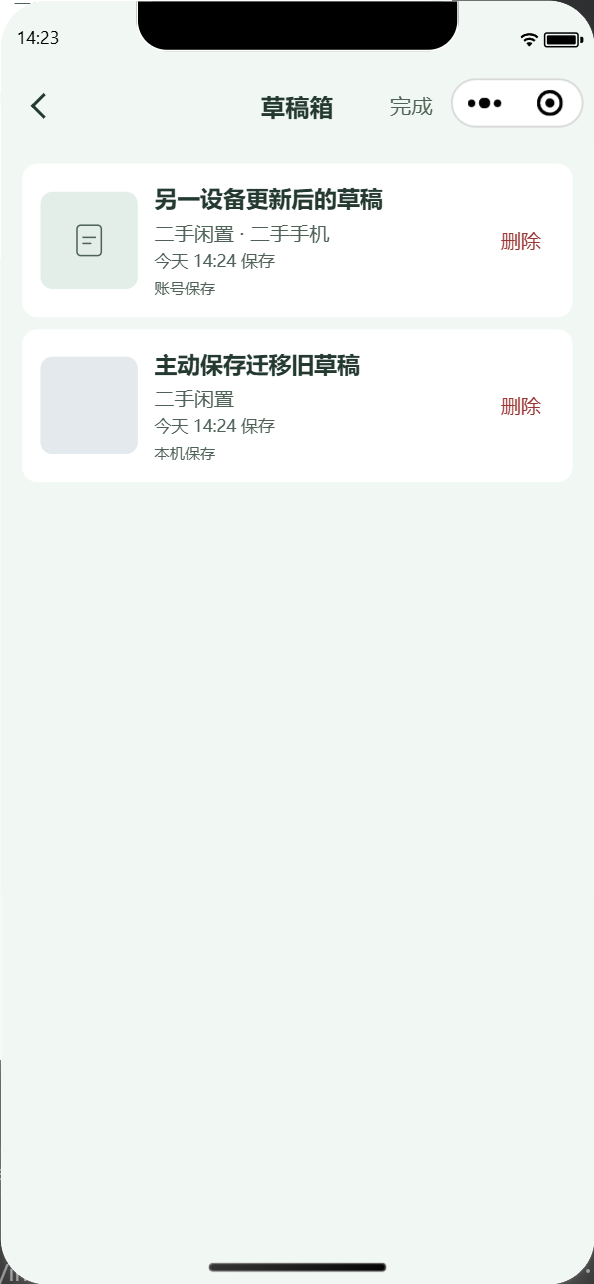 14:23
草稿箱
完成
另一设备更新后的草稿
二手闲置 · 二手手机
今天 14:24 保存
账号保存
删除
主动保存迁移旧草稿
二手闲置
今天 14:24 保存
本机保存
删除